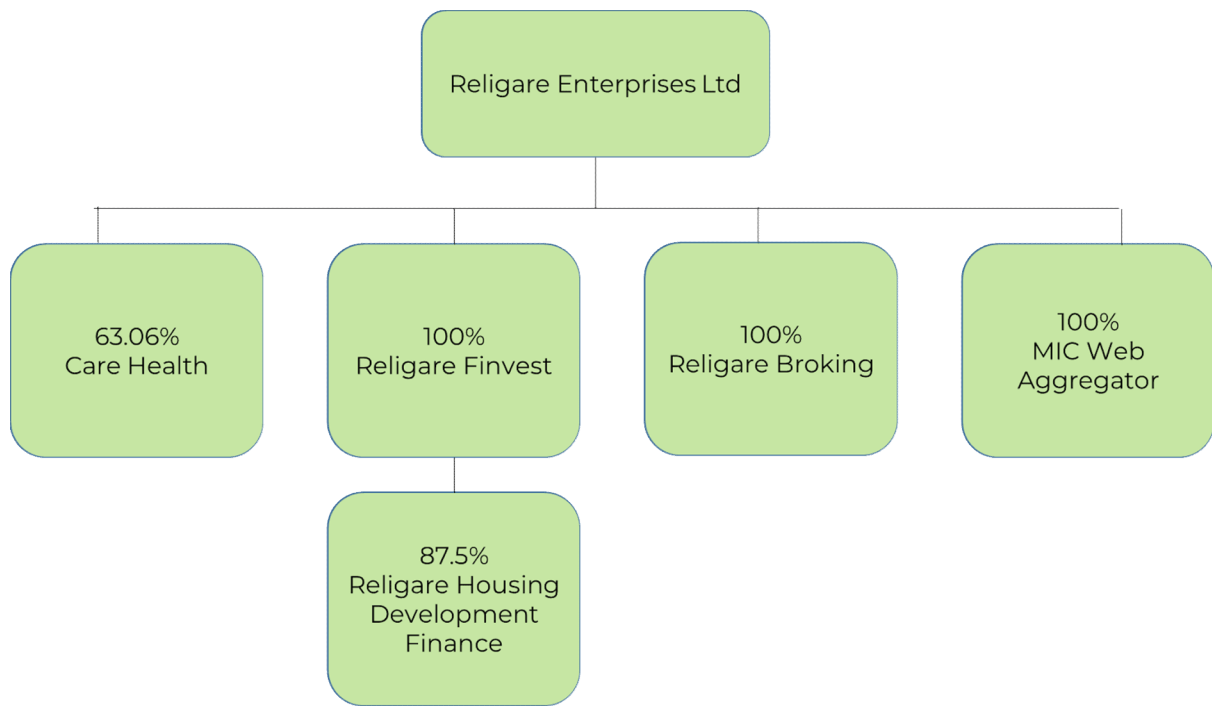 Religare Enterprises Ltd
63.06%
Care Health
100%
Religare Finvest
100%
Religare Broking
100%
MIC Web
Aggregator
87.5%
Religare Housing
Development
Finance